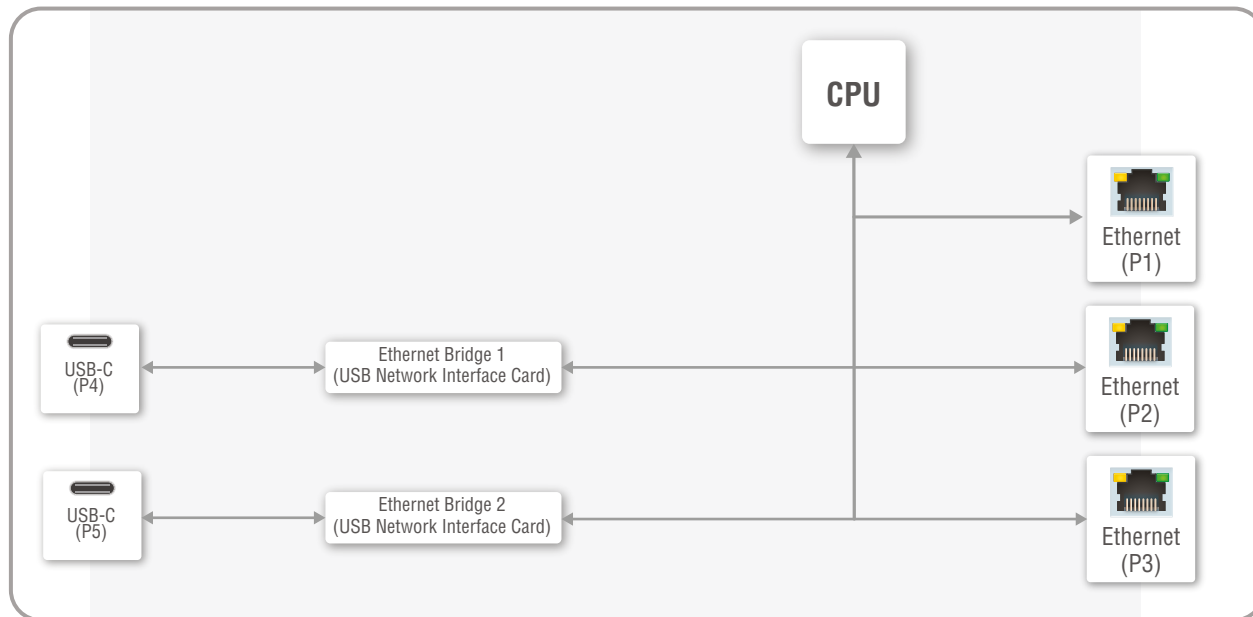 CPU
Ethernet
(P1)
USB-C
(P4)
Ethernet Bridge 1
(USB Network Interface Card)
Ethernet
(P2)
USB-C
(P5)
Ethernet Bridge 2
(USB Network Interface Card)
Ethernet
(P3)